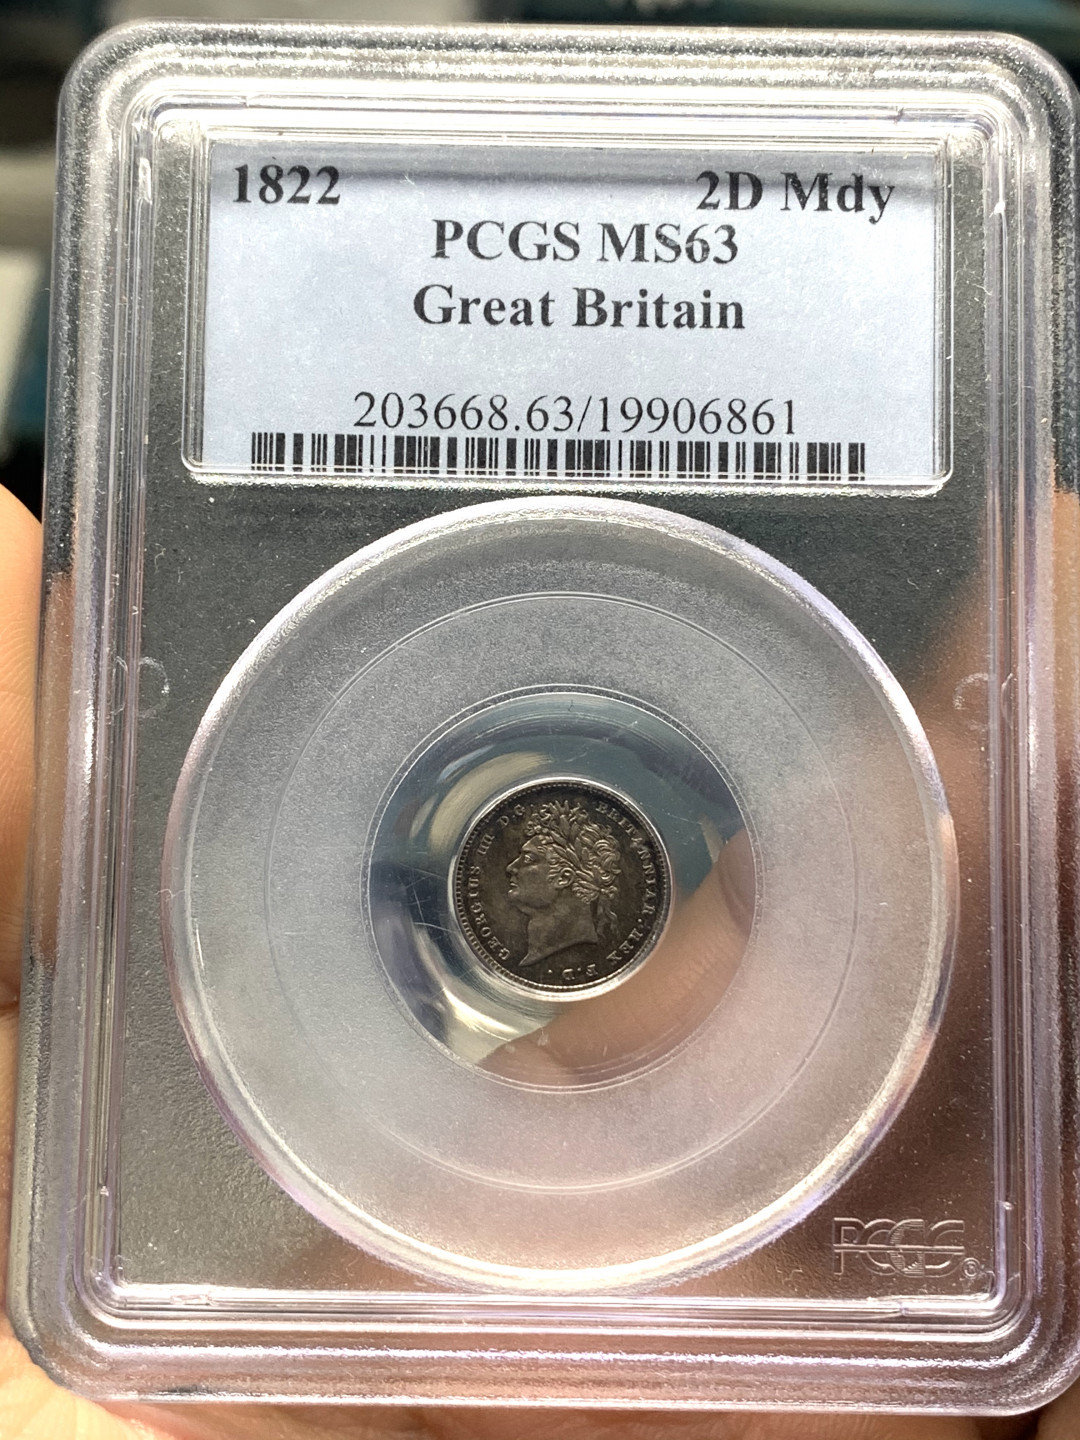 1822 2D Mdy
PCGS MS63
Great Britain
203668.63/19906861
GEORGIUS IIII D:G: BRITANNIAR: REX F:D:
PCGS